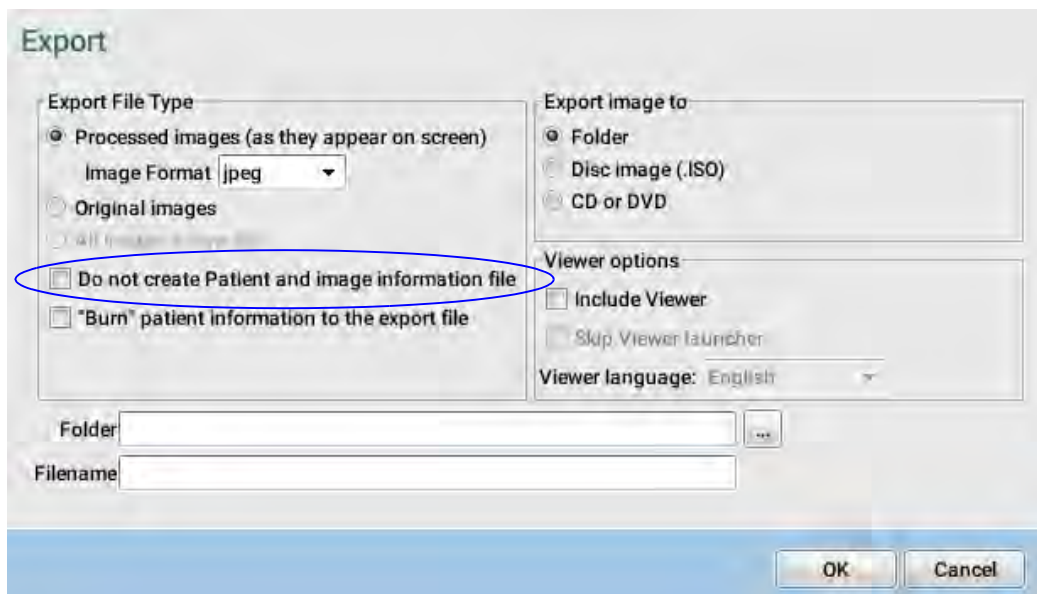 Export
Export File Type
Processed images (as they appear on screen)
Image Format jpeg
Original images
Do not create Patient and image information file
"Burn" patient information to the export file
Export image to
Folder
Disc image (.ISO)
CD or DVD
Viewer options
Include Viewer
Skip Viewer launcher
Viewer language: English
Folder
...
Filename
OK
Cancel